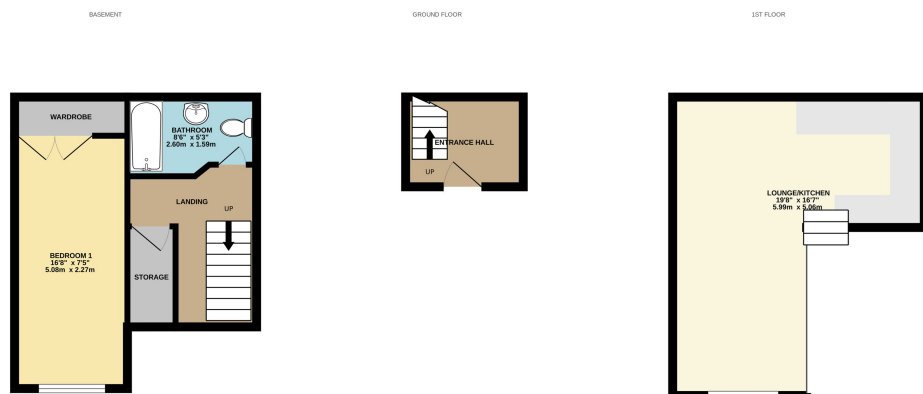 BASEMENT
GROUND FLOOR
1ST FLOOR
WARDROBE
BATHROOM
8'6" x 5'3"
2.60m x 1.59m
LANDING
UP
BEDROOM 1
16'8" x 7'5"
5.08m x 2.27m
STORAGE
ENTRANCE HALL
UP
LOUNGE/KITCHEN
19'8" x 16'7"
5.99m x 5.06m